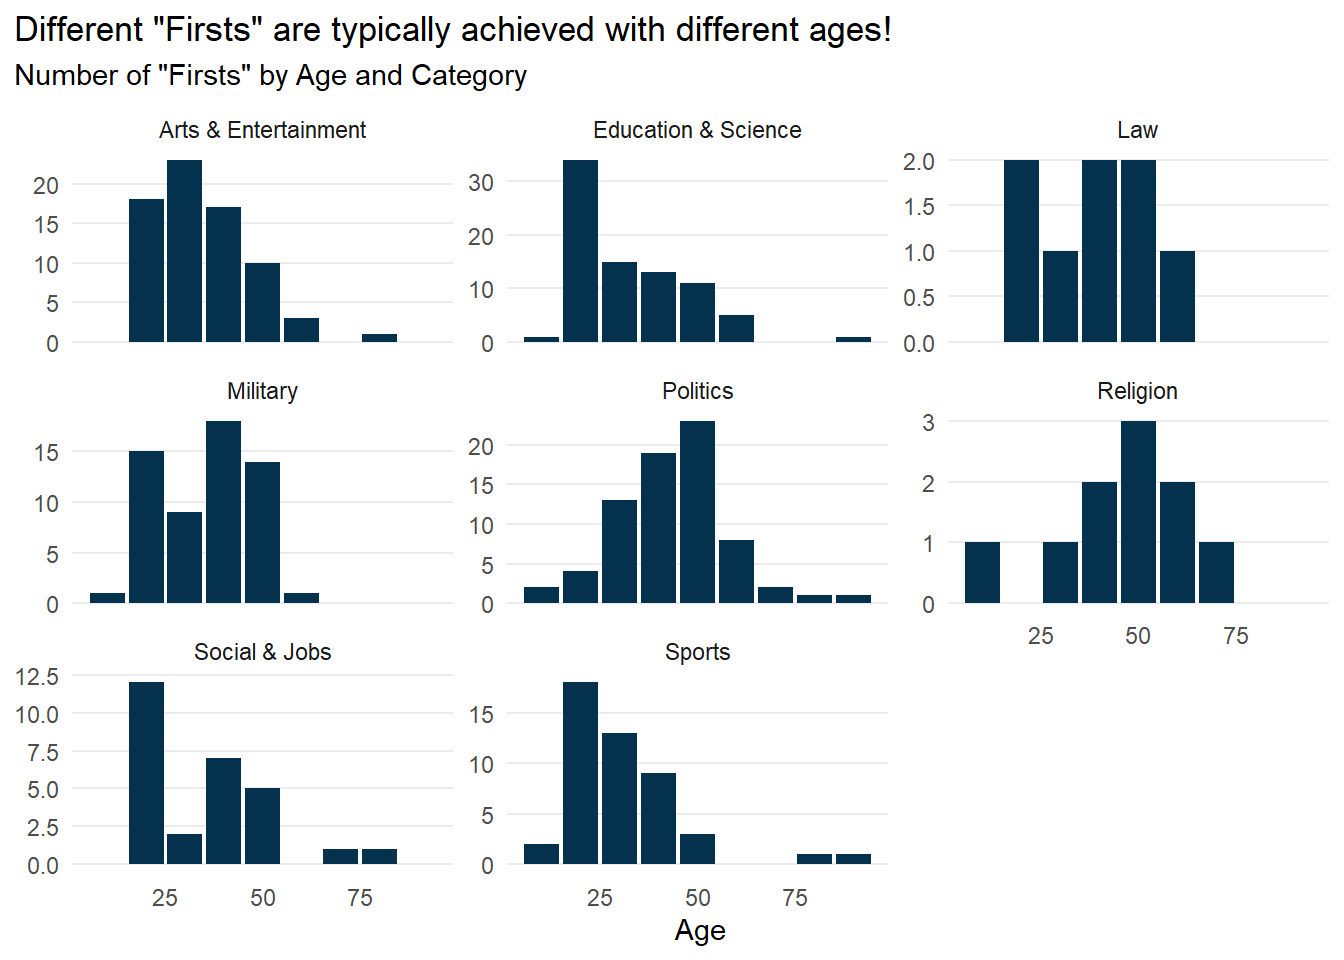 Different "Firsts" are typically achieved with different ages!
Number of "Firsts" by Age and Category
Arts & Entertainment
20
15
10
5
0
Education & Science
30
20
10
0
Law
2.0
1.5
1.0
0.5
0.0
Military
15
10
5
0
Politics
20
15
10
5
0
Religion
3
2
1
0
25 50 75
Social & Jobs
12.5
10.0
7.5
5.0
2.5
0.0
25 50 75
Sports
15
10
5
0
25 50 75
Age